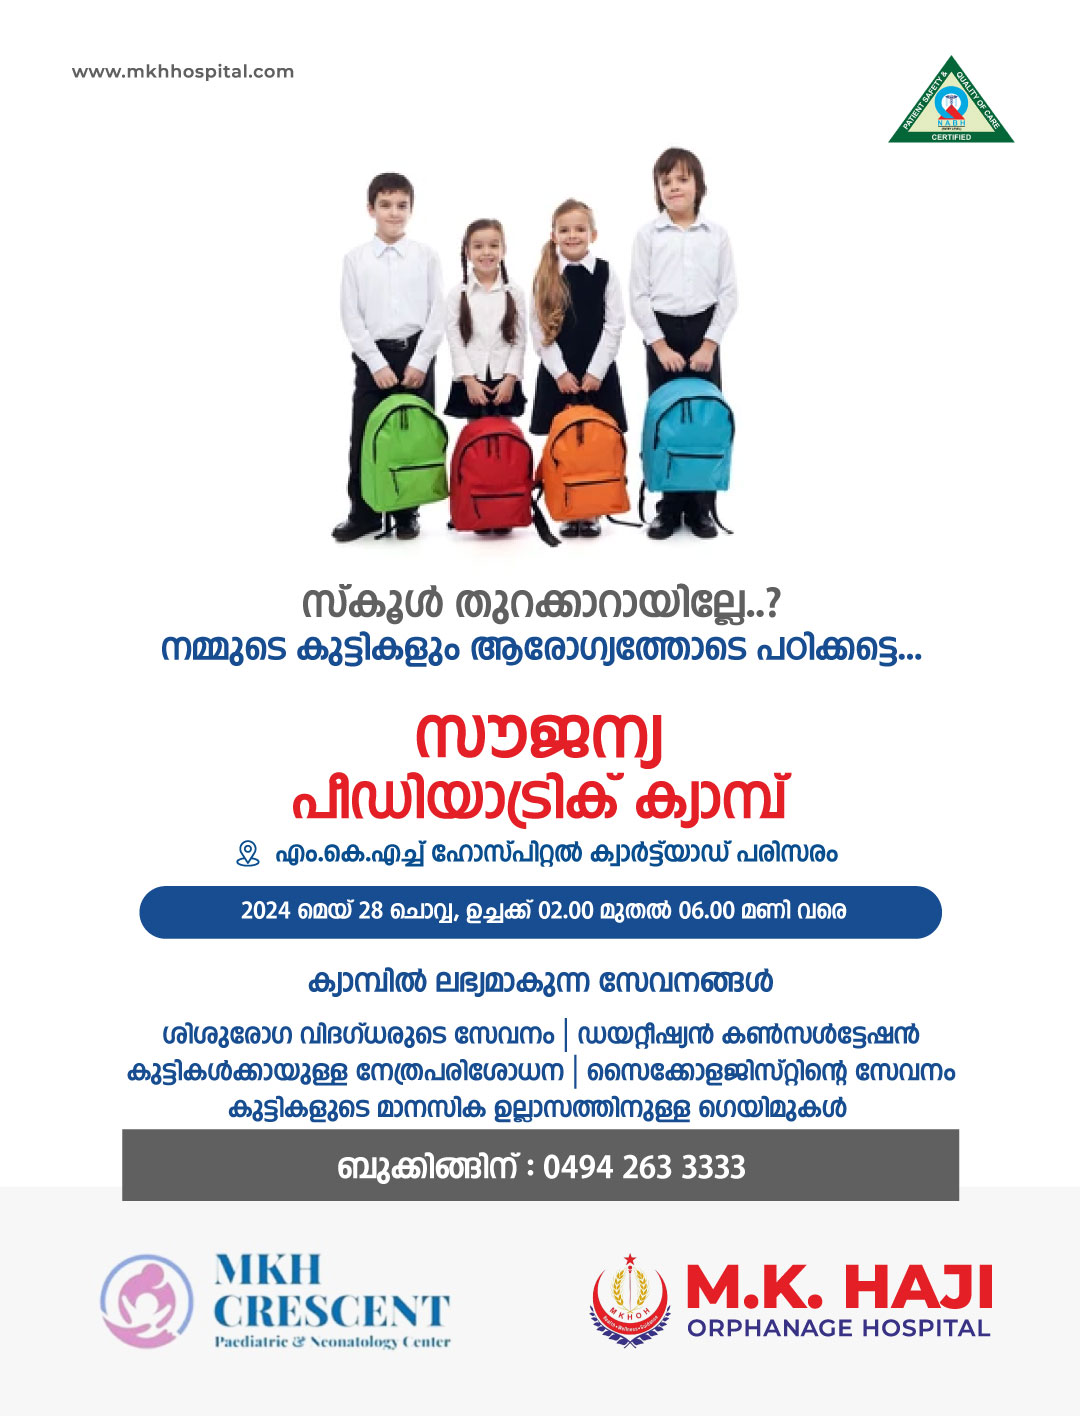 www.mkhhospital.com
PATIENT SAFETY & QUALITY OF CARE
NABH
CERTIFIED
സ്കൂൾ തുറക്കാറായില്ലേ..?
നമ്മുടെ കുട്ടികളും ആരോഗ്യത്തോടെ പഠിക്കട്ടെ...
സൗജന്യ
പീഡിയാട്രിക് ക്യാമ്പ്
എം.കെ.എച്ച് ഹോസ്പിറ്റൽ ക്വാർട്ട്യാഡ് പരിസരം
2024 മെയ് 28 ചൊവ്വ, ഉച്ചക്ക് 02.00 മുതൽ 06.00 മണി വരെ
ക്യാമ്പിൽ ലഭ്യമാകുന്ന സേവനങ്ങൾ
ശിശുരോഗ വിദഗ്ധരുടെ സേവനം | ഡയറ്റീഷ്യൻ കൺസൾട്ടേഷൻ
കുട്ടികൾക്കായുള്ള നേത്രപരിശോധന | സൈക്കോളജിസ്റ്റിന്റെ സേവനം
കുട്ടികളുടെ മാനസിക ഉല്ലാസത്തിനുള്ള ഗെയിമുകൾ
ബുക്കിങ്ങിന് : 0494 263 3333
MKH
CRESCENT
Paediatric & Neonatology Center
MKHOH
M.K. HAJI
ORPHANAGE HOSPITAL